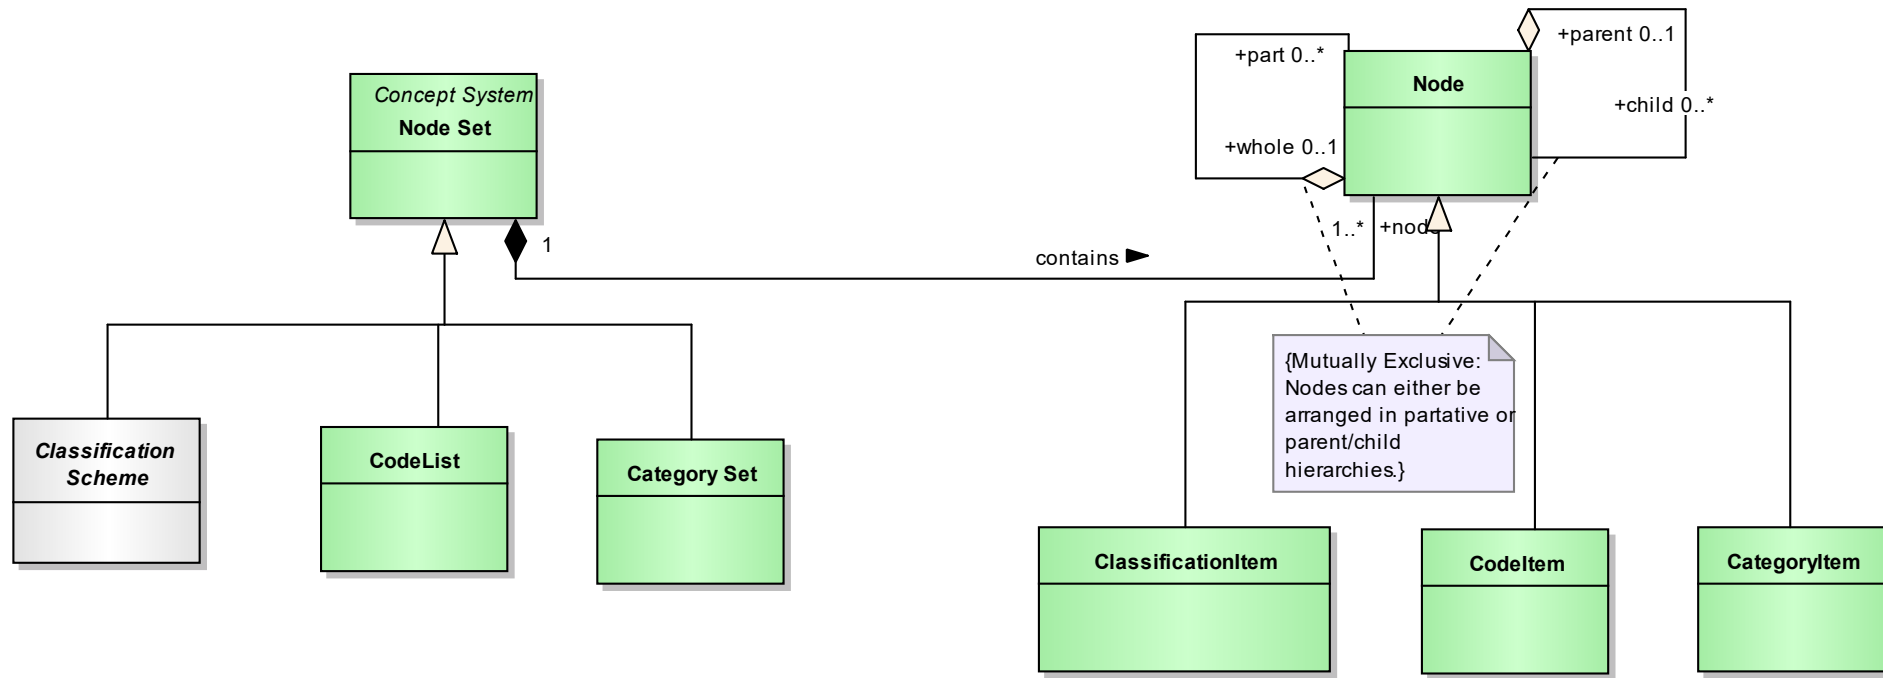 Concept System
Node Set
1
contains
+part 0..*
+whole 0..1
Node
+parent 0..1
+child 0..*
1..*
+node
{Mutually Exclusive:
Nodes can either be
arranged in partative or
parent/child
hierarchies.}
Classification
Scheme
CodeList
Category Set
ClassificationItem
CodeItem
CategoryItem